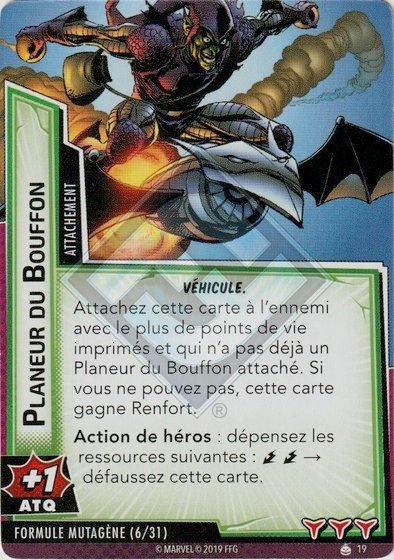 PLANEUR DU BOUFFON
ATTACHEMENT
VÉHICULE.
Attachez cette carte à l'ennemi
avec le plus de points de vie
imprimés et qui n'a pas déjà un
Planeur du Bouffon attaché. Si
vous ne pouvez pas, cette carte
gagne Renfort.
®
Action de héros : dépensez les
ressources suivantes : →
défaussez cette carte.
+1
ATQ
FORMULE MUTAGÈNE (6/31)
© MARVEL © 2019 FFG
19